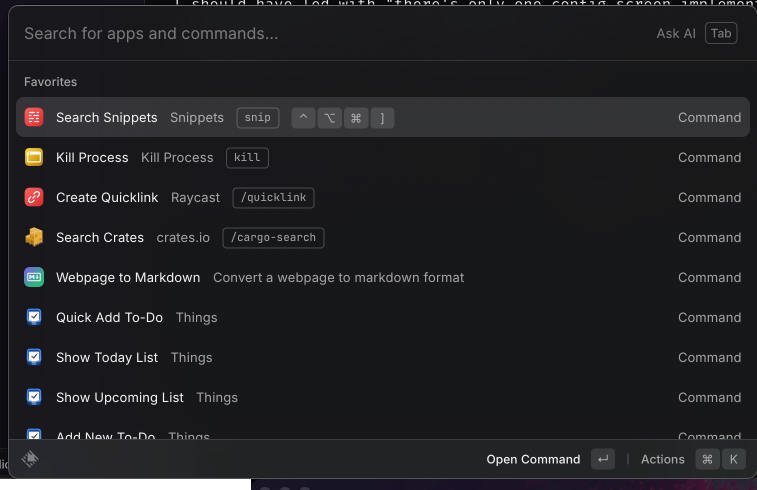 I should have led with "there's only one config screen implement
Search for apps and commands... Ask AI Tab
Favorites
Search Snippets Snippets snip ^ ⌥ ⌘ ] Command
Kill Process Kill Process kill Command
Create Quicklink Raycast /quicklink Command
Search Crates crates.io /cargo-search Command
Webpage to Markdown Convert a webpage to markdown format Command
Quick Add To-Do Things Command
Show Today List Things Command
Show Upcoming List Things Command
Add New To-Do Things Command
Open Command ↵ Actions ⌘ K